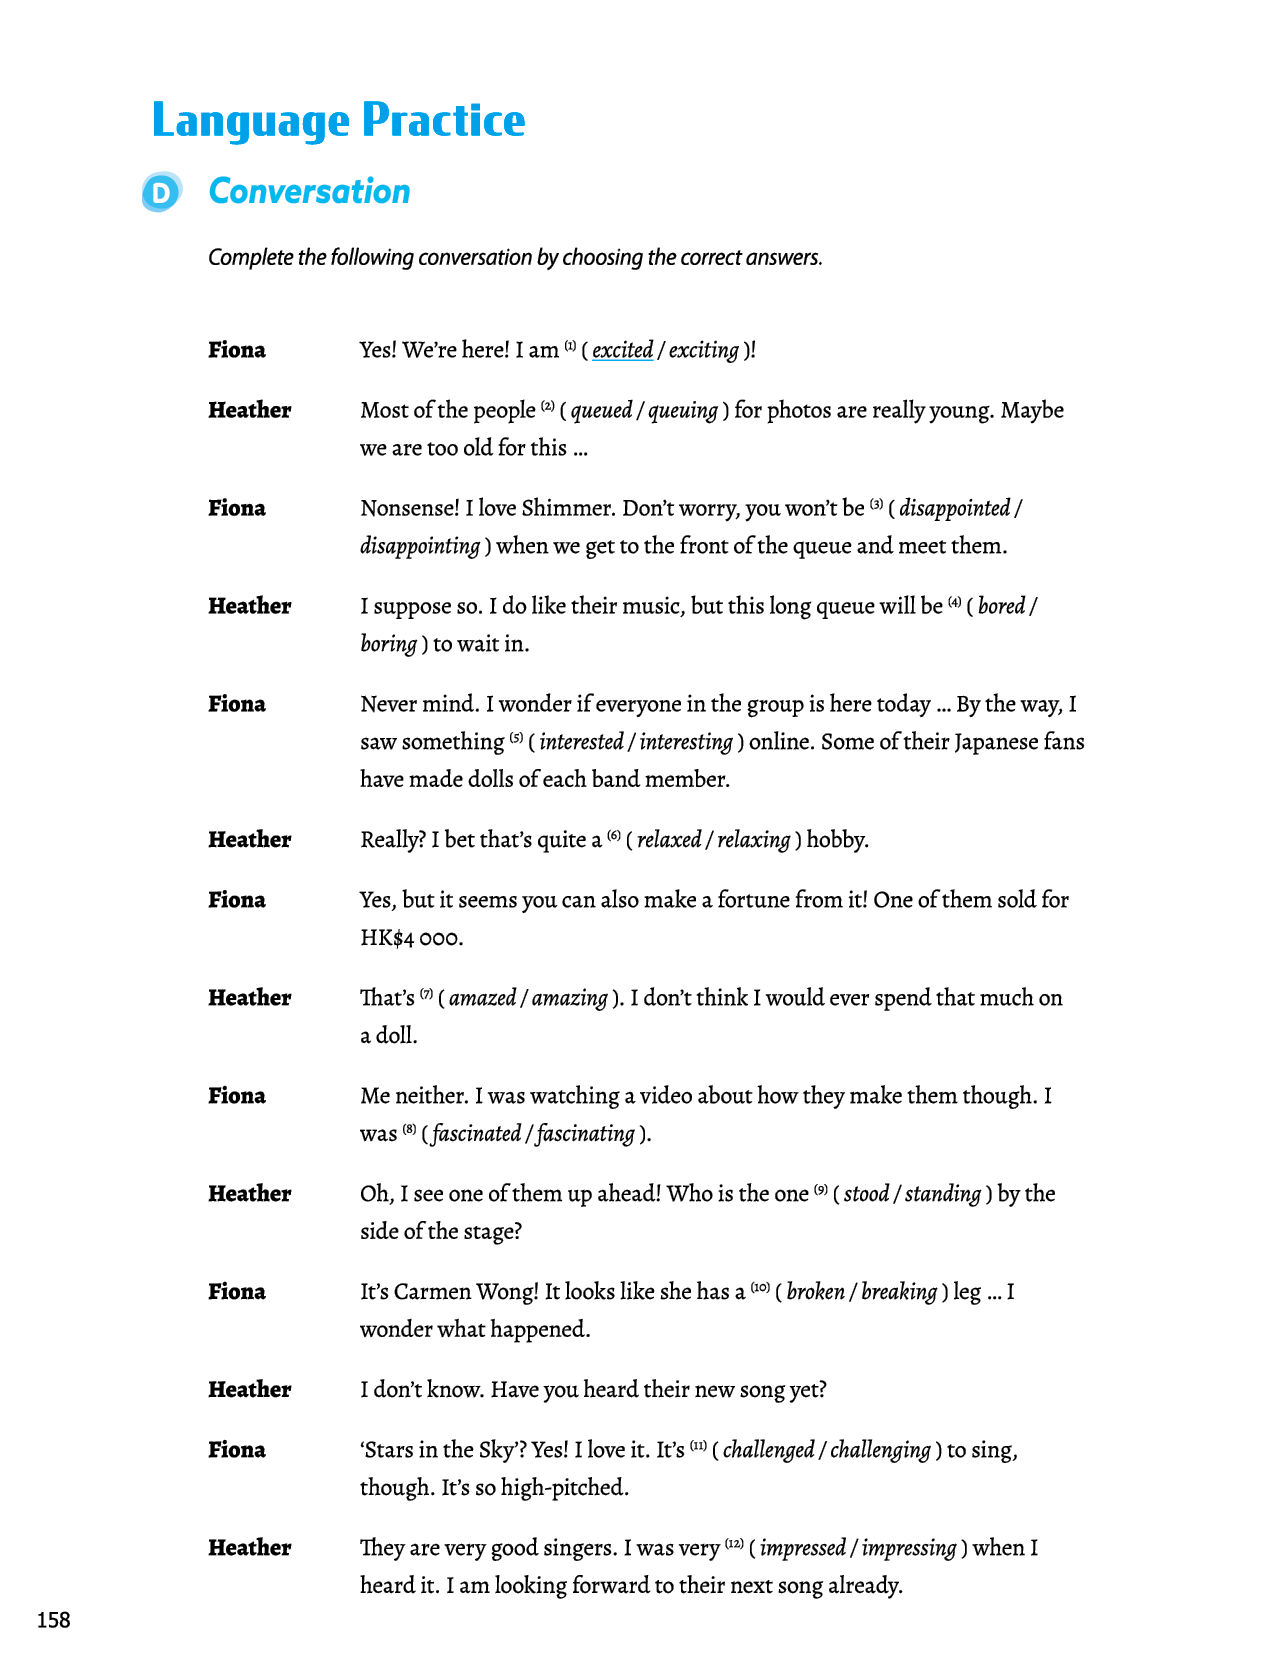 Language Practice
D Conversation
Complete the following conversation by choosing the correct answers.
Fiona Yes! We’re here! I am (1) ( excited / exciting )!
Heather Most of the people (2) ( queued / queuing ) for photos are really young. Maybe
we are too old for this ...
Fiona Nonsense! I love Shimmer. Don’t worry, you won’t be (3) ( disappointed /
disappointing ) when we get to the front of the queue and meet them.
Heather I suppose so. I do like their music, but this long queue will be (4) ( bored /
boring ) to wait in.
Fiona Never mind. I wonder if everyone in the group is here today ... By the way, I
saw something (5) ( interested / interesting ) online. Some of their Japanese fans
have made dolls of each band member.
Heather Really? I bet that’s quite a (6) ( relaxed / relaxing ) hobby.
Fiona Yes, but it seems you can also make a fortune from it! One of them sold for
HK$4 000.
Heather That’s (7) ( amazed / amazing ). I don’t think I would ever spend that much on
a doll.
Fiona Me neither. I was watching a video about how they make them though. I
was (8) ( fascinated / fascinating ).
Heather Oh, I see one of them up ahead! Who is the one (9) ( stood / standing ) by the
side of the stage?
Fiona It’s Carmen Wong! It looks like she has a (10) ( broken / breaking ) leg ... I
wonder what happened.
Heather I don’t know. Have you heard their new song yet?
Fiona ‘Stars in the Sky’? Yes! I love it. It’s (11) ( challenged / challenging ) to sing,
though. It’s so high-pitched.
Heather They are very good singers. I was very (12) ( impressed / impressing ) when I
heard it. I am looking forward to their next song already.
158